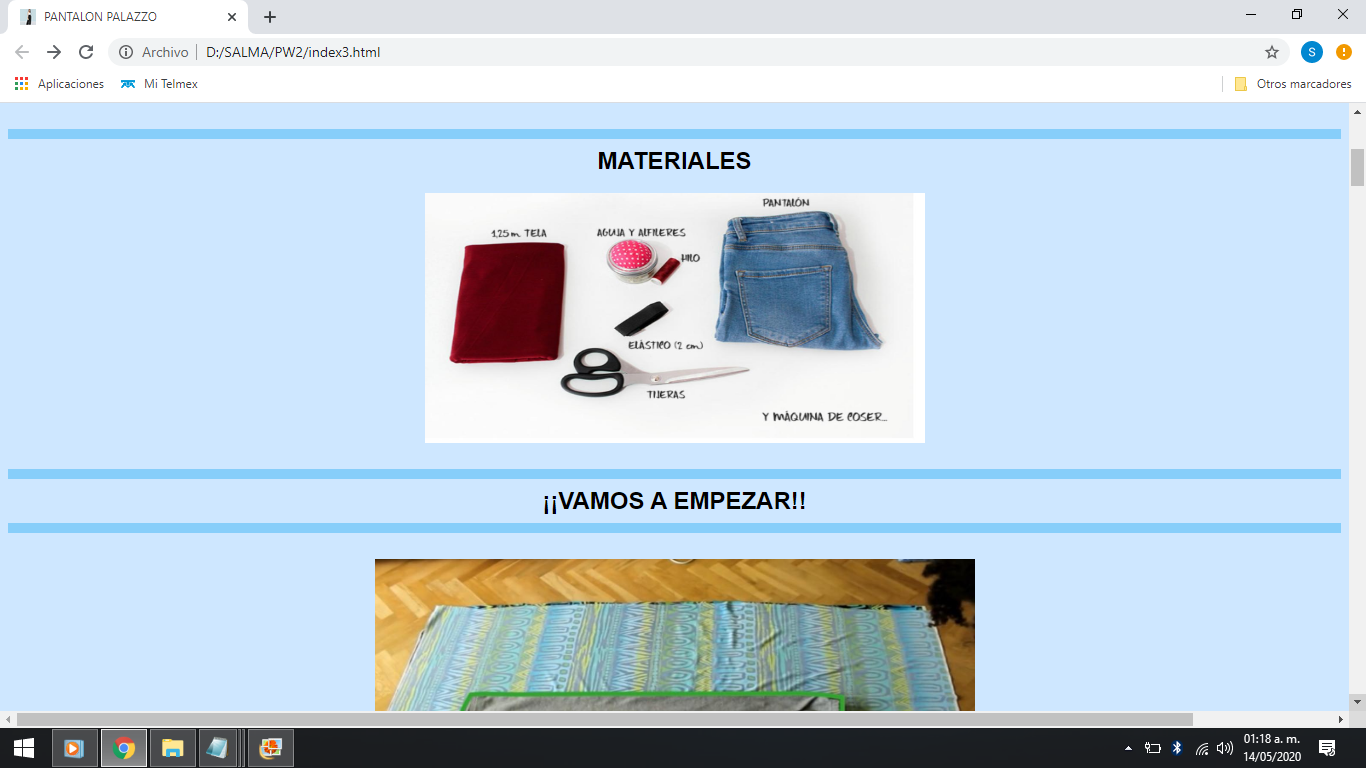 PANTALON PALAZZO
Archivo D:/SALMA/PW2/index3.html
S
Aplicaciones Mi Telmex Otros marcadores
MATERIALES
PANTALÓN
1,25 m. TELA
AGUJA Y ALFILERES
HILO
ELÁSTICO (2 cm)
TIJERAS
Y MÁQUINA DE COSER...
¡¡VAMOS A EMPEZAR!!
01:18 a. m.
14/05/2020